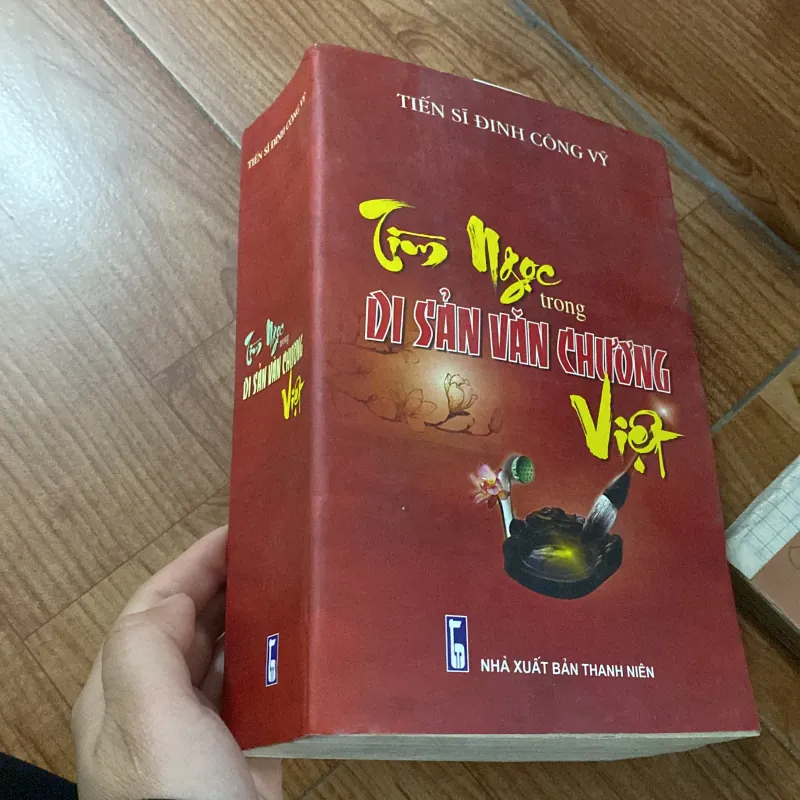 TIẾN SĨ ĐINH CÔNG VỸ
Tìm Ngọc
trong
DI SẢN VĂN CHƯƠNG
Việt
NHÀ XUẤT BẢN THANH NIÊN
TIẾN SĨ ĐINH CÔNG VỸ
Tìm Ngọc
trong
DI SẢN VĂN CHƯƠNG
Việt